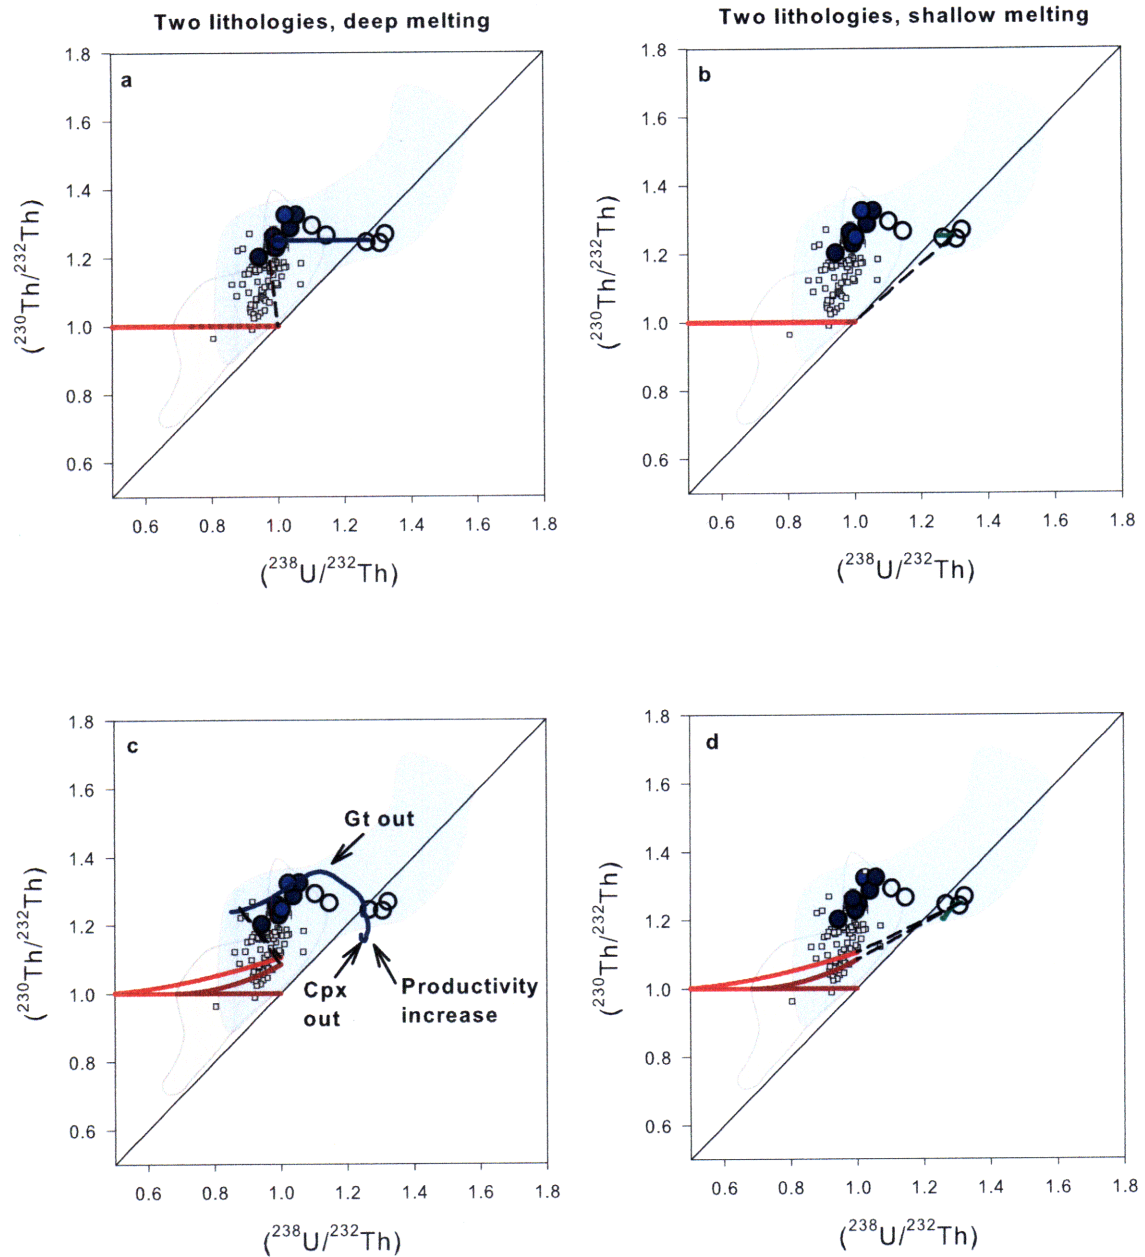 Two lithologies, deep melting
Two lithologies, shallow melting
a
1.8
1.6
1.4
1.2
1.0
0.8
0.6
(²³⁰Th/²³²Th)
0.6 0.8 1.0 1.2 1.4 1.6 1.8
(²³⁸U/²³²Th)
b
1.8
1.6
1.4
1.2
1.0
0.8
0.6
(²³⁰Th/²³²Th)
0.6 0.8 1.0 1.2 1.4 1.6 1.8
(²³⁸U/²³²Th)
c
1.8
1.6
1.4
1.2
1.0
0.8
0.6
(²³⁰Th/²³²Th)
Gt out
Cpx
out
Productivity
increase
0.6 0.8 1.0 1.2 1.4 1.6 1.8
(²³⁸U/²³²Th)
d
1.8
1.6
1.4
1.2
1.0
0.8
0.6
(²³⁰Th/²³²Th)
0.6 0.8 1.0 1.2 1.4 1.6 1.8
(²³⁸U/²³²Th)